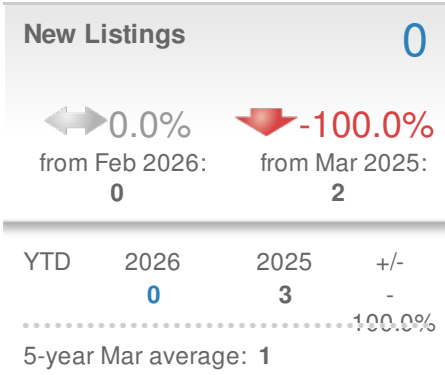 New Listings 0
0.0% -100.0%
from Feb 2026: from Mar 2025:
0 2
YTD 2026 2025 +/-
0 3 -
100.0%
5-year Mar average: 1